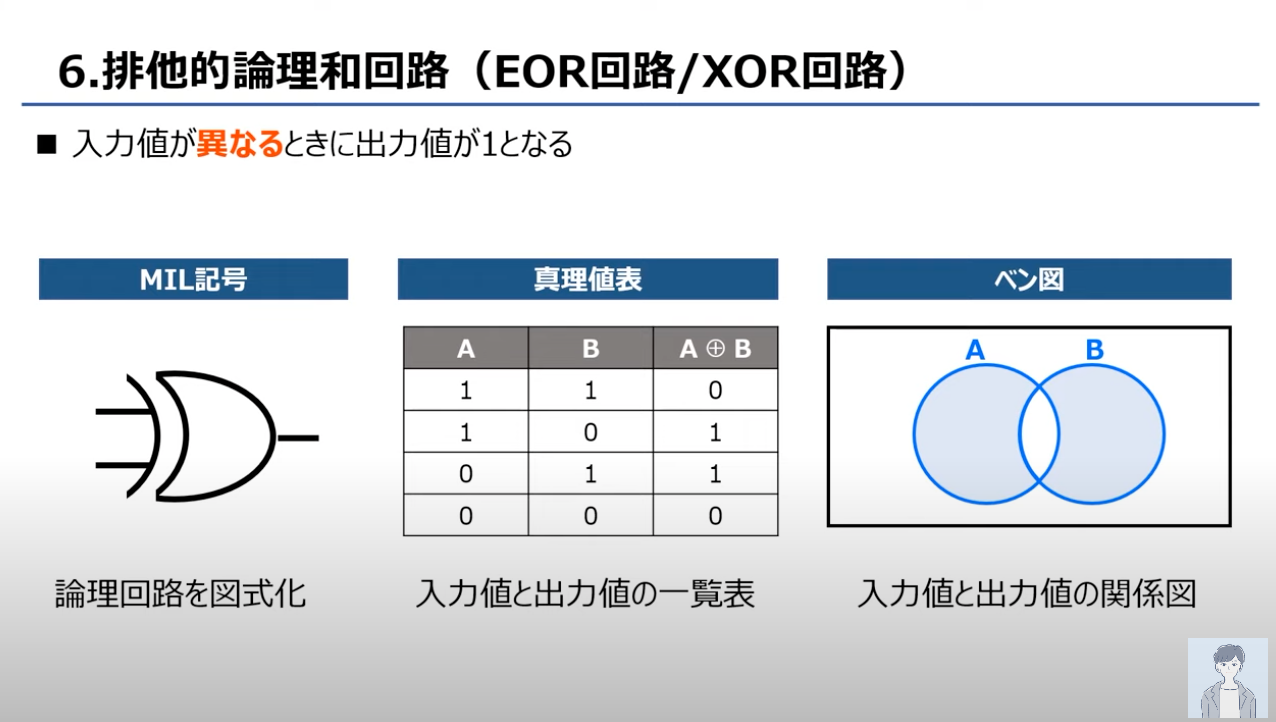 6.排他的論理和回路（EOR回路/XOR回路）
■ 入力値が異なるときに出力値が1となる
MIL記号
論理回路を図式化
真理値表
A B A ⊕ B
1 1 0
1 0 1
0 1 1
0 0 0
入力値と出力値の一覧表
ベン図
A B
入力値と出力値の関係図